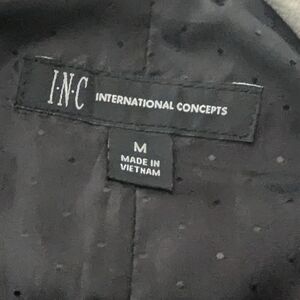 I·N·C INTERNATIONAL CONCEPTS
M
MADE IN
VIETNAM